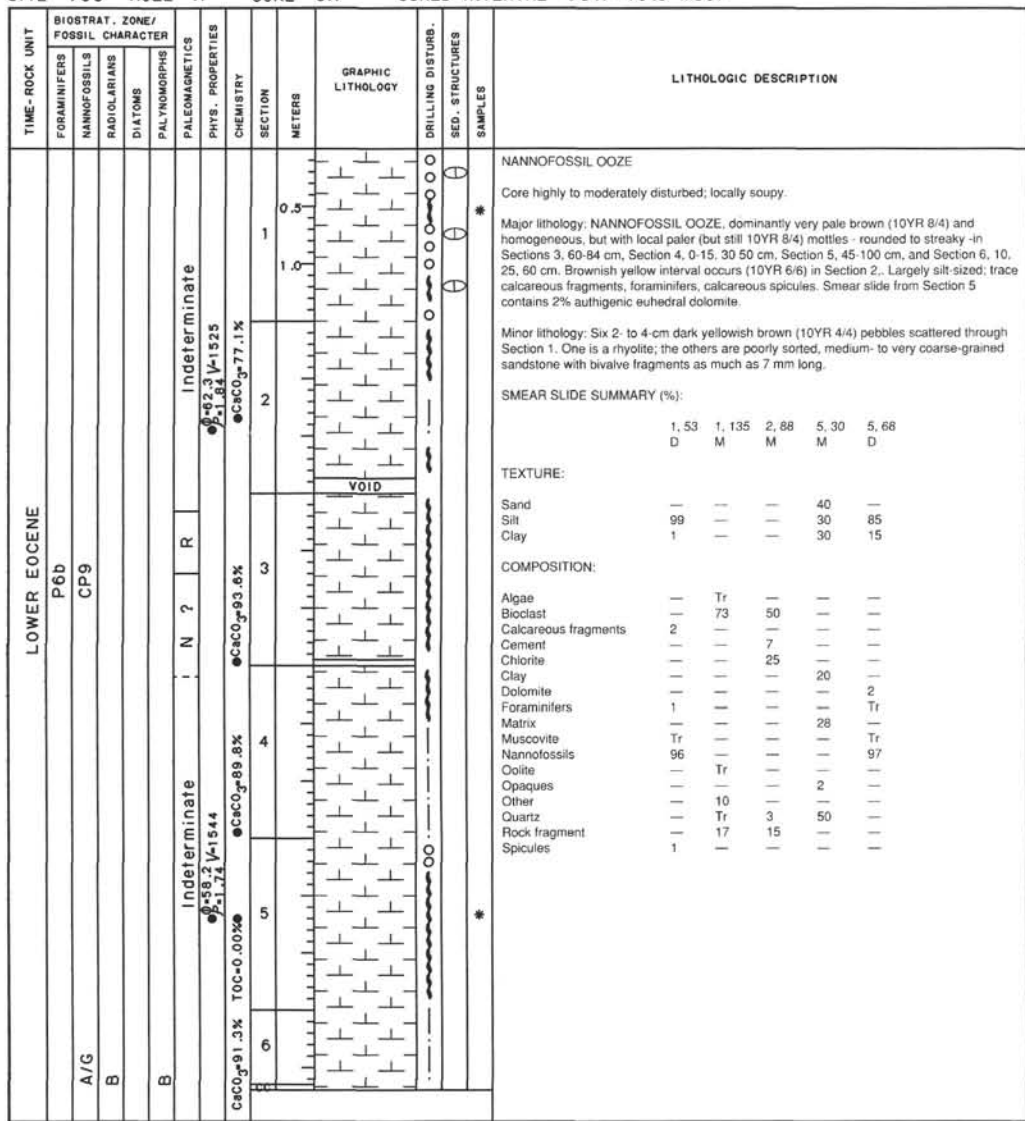 BIOSTRAT. ZONE/
FOSSIL CHARACTER
TIME-ROCK UNIT
FORAMINIFERS
NANNOFOSSILS
RADIOLARIANS
DIATOMS
PALYNOMORPHS
PALEOMAGNETICS
PHYS. PROPERTIES
CHEMISTRY
SECTION
METERS
GRAPHIC
LITHOLOGY
DRILLING DISTURB.
SED. STRUCTURES
SAMPLES
LITHOLOGIC DESCRIPTION
LOWER EOCENE
P6b
CP9
A/G
B
B
Indeterminate
R
N ?
Indeterminate
Φ=62.3 V=1525
P=1.84
Φ=58.2 V=1544
P=1.74
CaCO3=77.1%
CaCO3=93.6%
CaCO3=89.8%
CaCO3=91.3% TOC=0.00%
1
2
3
4
5
6
CC
0.5
1.0
VOID
*
*
NANNOFOSSIL OOZE
Core highly to moderately disturbed; locally soupy.
Major lithology: NANNOFOSSIL OOZE, dominantly very pale brown (10YR 8/4) and
homogeneous, but with local paler (but still 10YR 8/4) mottles - rounded to streaky -in
Sections 3, 60-84 cm, Section 4, 0-15, 30 50 cm, Section 5, 45-100 cm, and Section 6, 10,
25, 60 cm. Brownish yellow interval occurs (10YR 6/6) in Section 2,. Largely silt-sized; trace
calcareous fragments, foraminifers, calcareous spicules. Smear slide from Section 5
contains 2% authigenic euhedral dolomite.
Minor lithology: Six 2- to 4-cm dark yellowish brown (10YR 4/4) pebbles scattered through
Section 1. One is a rhyolite; the others are poorly sorted, medium- to very coarse-grained
sandstone with bivalve fragments as much as 7 mm long.
SMEAR SLIDE SUMMARY (%):
1, 53 1, 135 2, 88 5, 30 5, 68
D M M M D
TEXTURE:
Sand — — — 40 —
Silt 99 — — 30 85
Clay 1 — — 30 15
COMPOSITION:
Algae — Tr — — —
Bioclast — 73 50 — —
Calcareous fragments 2 — — — —
Cement — — 7 — —
Chlorite — — 25 — —
Clay — — — 20 —
Dolomite — — — — 2
Foraminifers 1 — — — Tr
Matrix — — — 28 —
Muscovite Tr — — — Tr
Nannofossils 96 — — — 97
Oolite — Tr — — —
Opaques — — — 2 —
Other — 10 — — —
Quartz — Tr 3 50 —
Rock fragment — 17 15 — —
Spicules 1 — — — —